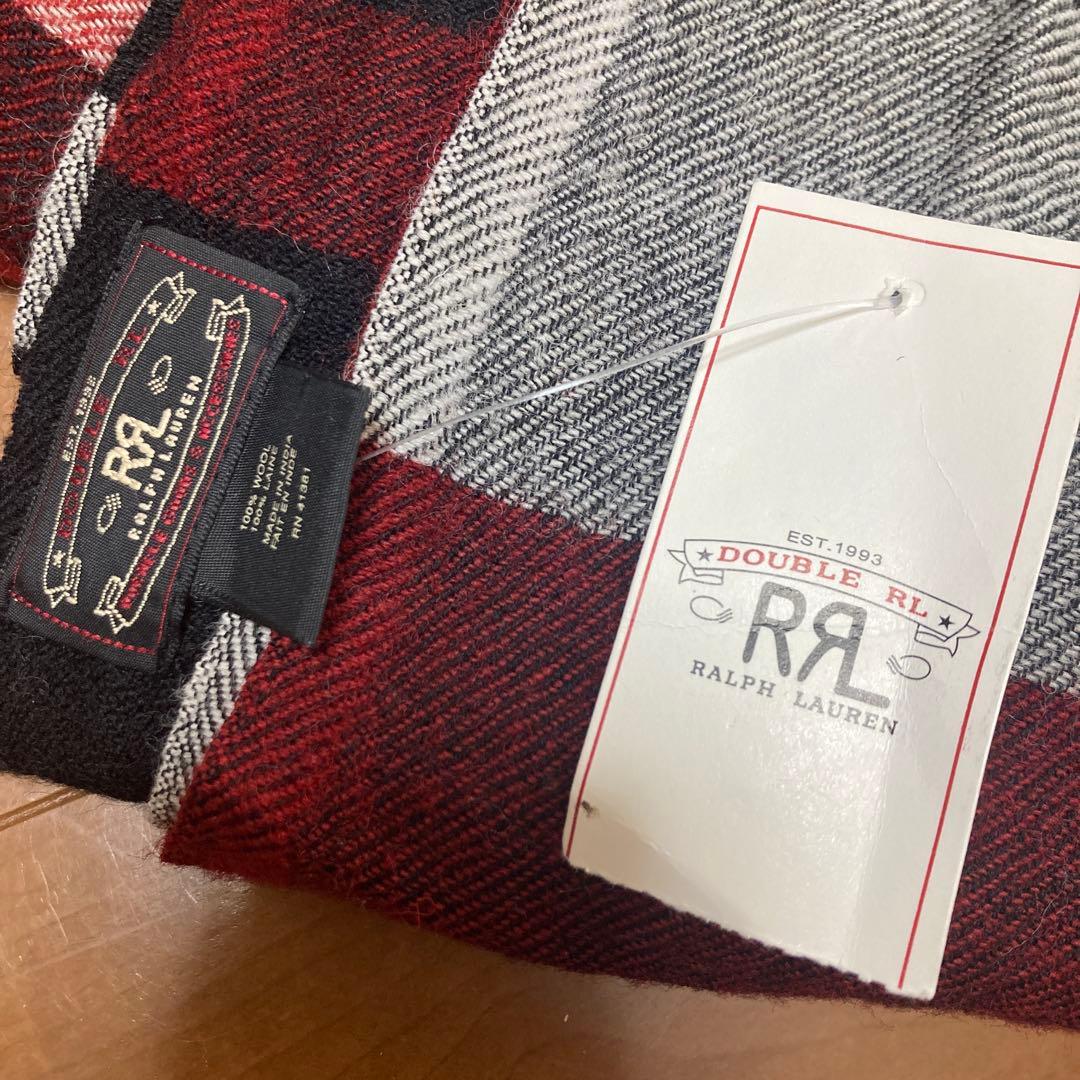 EST. 1993
DOUBLE RL
RRL
RALPH LAUREN
100% WOOL
100% LAINE
MADE IN INDIA
FAIT EN INDE
RN 41381
EST.1993
DOUBLE RL
RRL
RALPH LAUREN